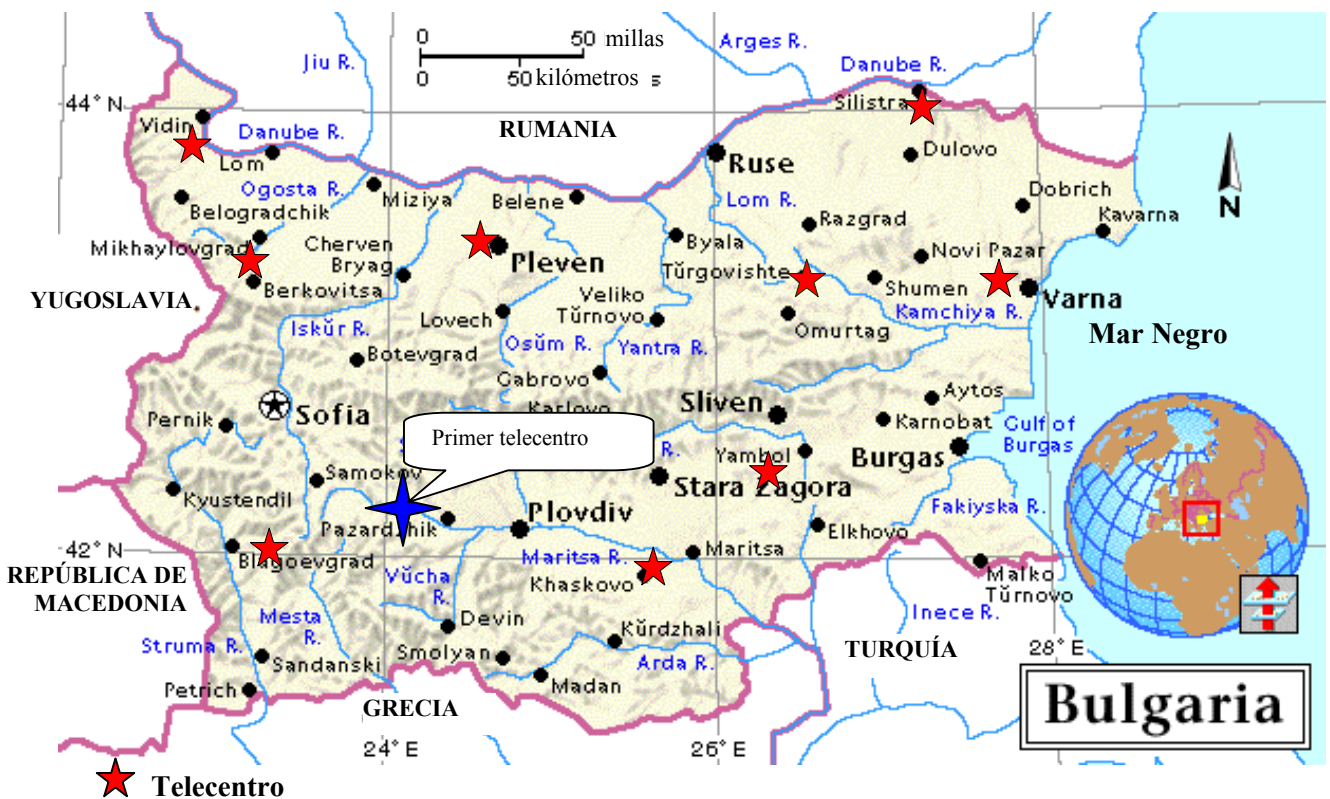 0 50 millas
0 50 kilómetros s
Jiu R.
Arges R.
Danube R.
44° N
Silistra
Vidin
Danube R.
RUMANIA
Lom
Ruse
Dulovo
Ogosta R.
Miziya
Belene
Lom R.
Dobrich
N
Belogradchik
Razgrad
Kavarna
Mikhaylovgrad
Cherven
Bryag
Pleven
Byala
Novi Pazar
Tŭrgovishte
Shumen
Berkovitsa
YUGOSLAVIA
Veliko
Tŭrnovo
Varna
Kamchiya R.
Lovech
Iskŭr R.
Osŭm R.
Yantra R.
Omurtag
Mar Negro
Botevgrad
Gabrovo
Aytos
Karlovo
Sliven
Sofia
Pernik
Karnobat
Gulf of
Burgas
Primer telecentro
S
R.
Yambol
Burgas
Samokov
Stara Zagora
Kyustendil
Fakiyska R.
Pazardzhik
Plovdiv
Elkhovo
42° N
Blagoevgrad
Maritsa R.
Maritsa
REPÚBLICA DE
MACEDONIA
Vŭcha
R.
Khaskovo
Malko
Tŭrnovo
Mesta
R.
Devin
Inece R.
Struma R.
Kŭrdzhali
TURQUÍA
28° E
Sandanski
Smolyan
Arda R.
Petrich
Madan
GRECIA
Bulgaria
24° E
26° E
Telecentro